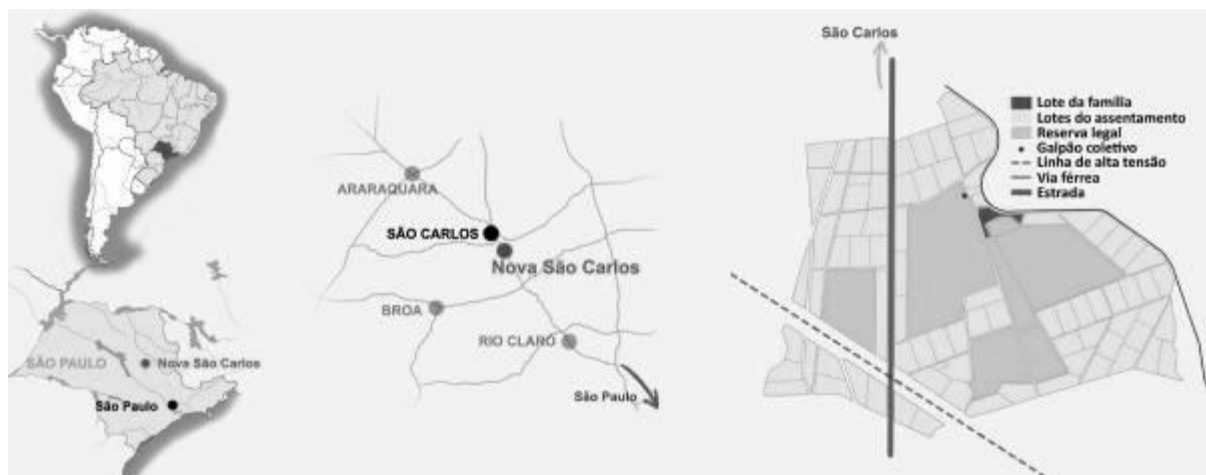 SÃO PAULO
Nova São Carlos
São Paulo
ARARAQUARA
SÃO CARLOS
Nova São Carlos
BROA
RIO CLARO
São Paulo
São Carlos
Lote da família
Lotes do assentamento
Reserva legal
Galpão coletivo
Linha de alta tensão
Via férrea
Estrada